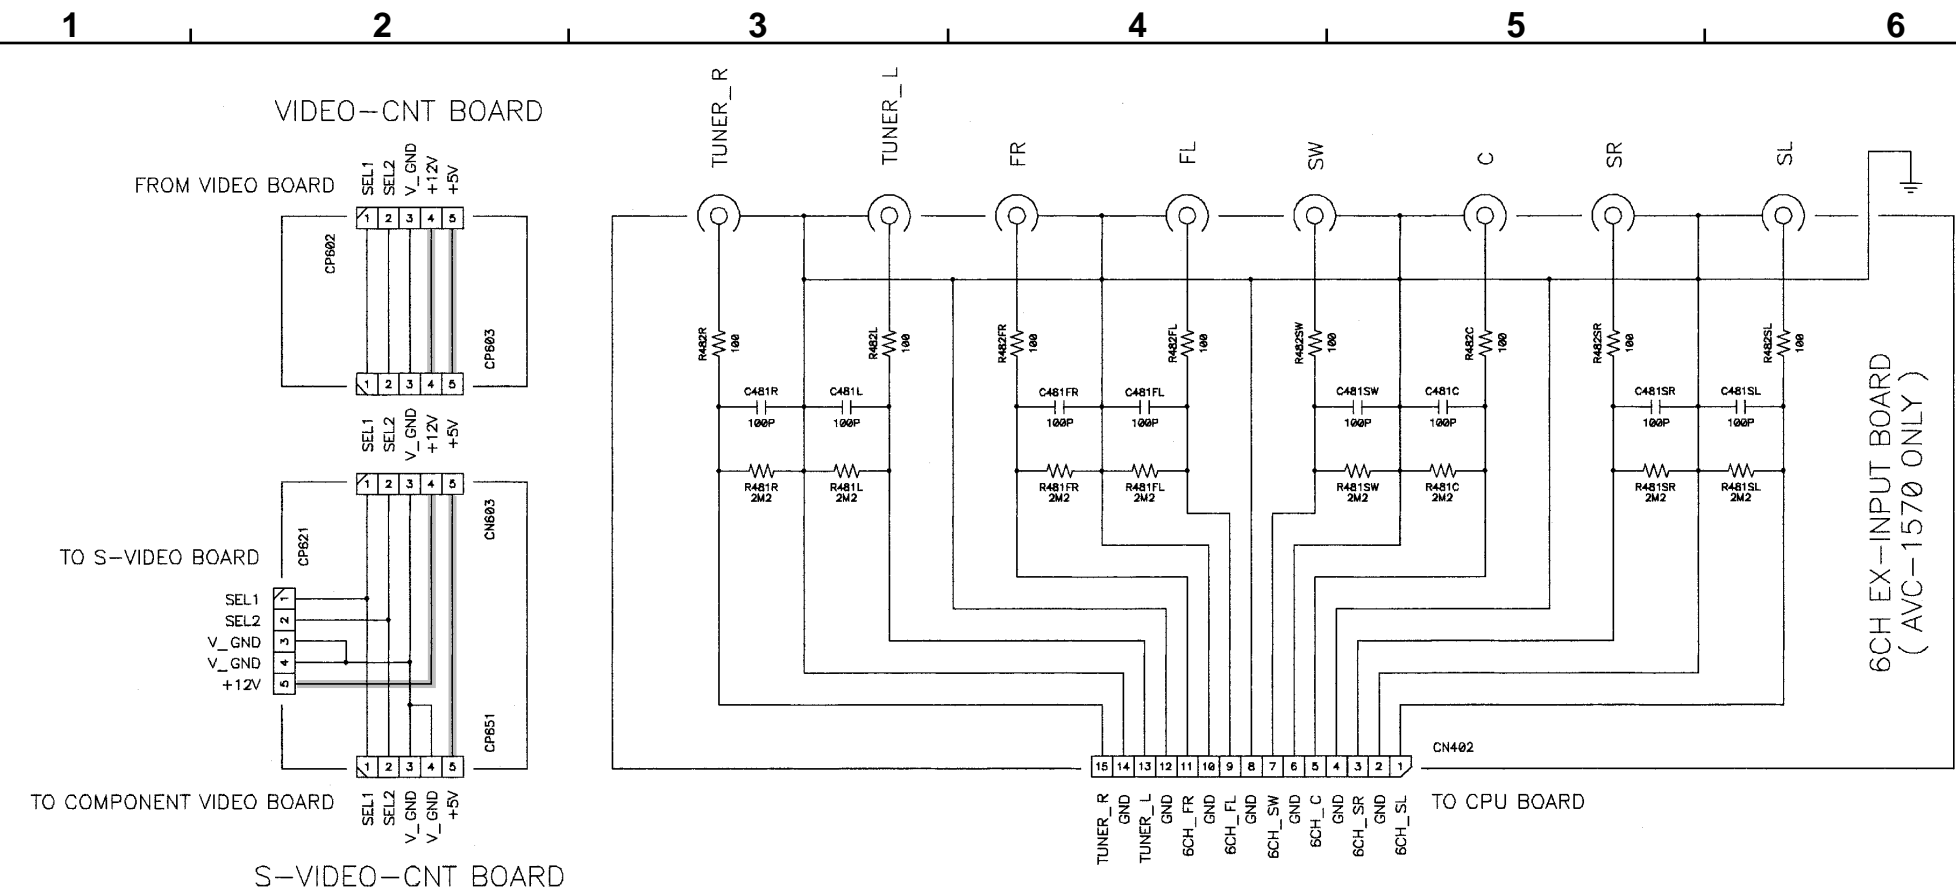 1 2 3 4 5 6
VIDEO-CNT BOARD
FROM VIDEO BOARD
SEL1
SEL2
V_GND
+12V
+5V
1 2 3 4 5
CP602
CP603
1 2 3 4 5
SEL1
SEL2
V_GND
+12V
+5V
1 2 3 4 5
CP621
CN603
TO S-VIDEO BOARD
SEL1 1
SEL2 2
V_GND 3
V_GND 4
+12V 5
CP651
1 2 3 4 5
TO COMPONENT VIDEO BOARD
SEL1
SEL2
V_GND
V_GND
+5V
S-VIDEO-CNT BOARD
TUNER_R
TUNER_L
FR
FL
SW
C
SR
SL
R482R
100
R482L
100
R482FR
100
R482FL
100
R482SW
100
R482C
100
R482SR
100
R482SL
100
C481R C481L C481FR C481FL C481SW C481C C481SR C481SL
100P 100P 100P 100P 100P 100P 100P 100P
R481R R481L R481FR R481FL R481SW R481C R481SR R481SL
2M2 2M2 2M2 2M2 2M2 2M2 2M2 2M2
6CH EX-INPUT BOARD
( AVC-1570 ONLY )
CN402
15 14 13 12 11 10 9 8 7 6 5 4 3 2 1
TUNER_R
GND
TUNER_L
GND
6CH_FR
GND
6CH_FL
GND
6CH_SW
GND
6CH_C
GND
6CH_SR
GND
6CH_SL
TO CPU BOARD